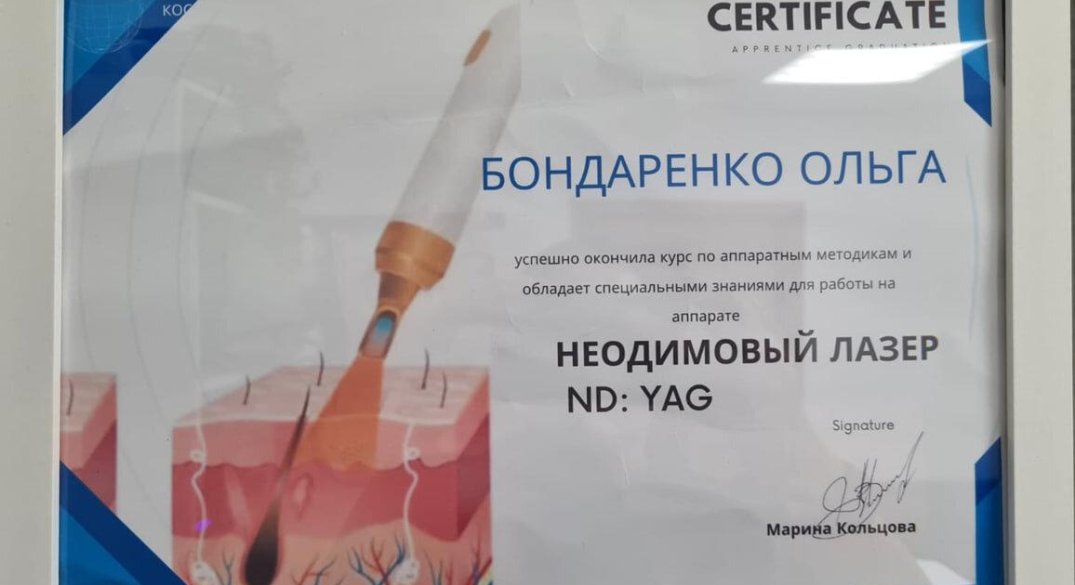 CERTIFICATE
APPRENTICE
БОНДАРЕНКО ОЛЬГА
успешно окончила курс по аппаратным методикам и
обладает специальными знаниями для работы на
аппарате
НЕОДИМОВЫЙ ЛАЗЕР
ND: YAG
Signature
Марина Кольцова